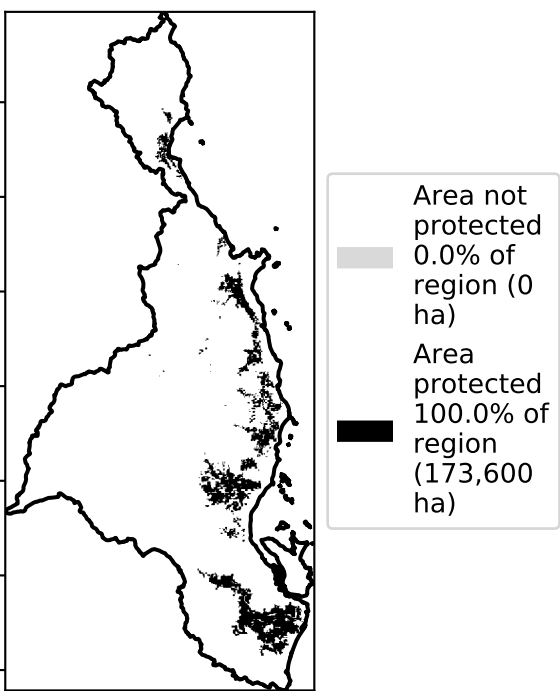 Area not
protected
0.0% of
region (0
ha)
Area
protected
100.0% of
region
(173,600
ha)